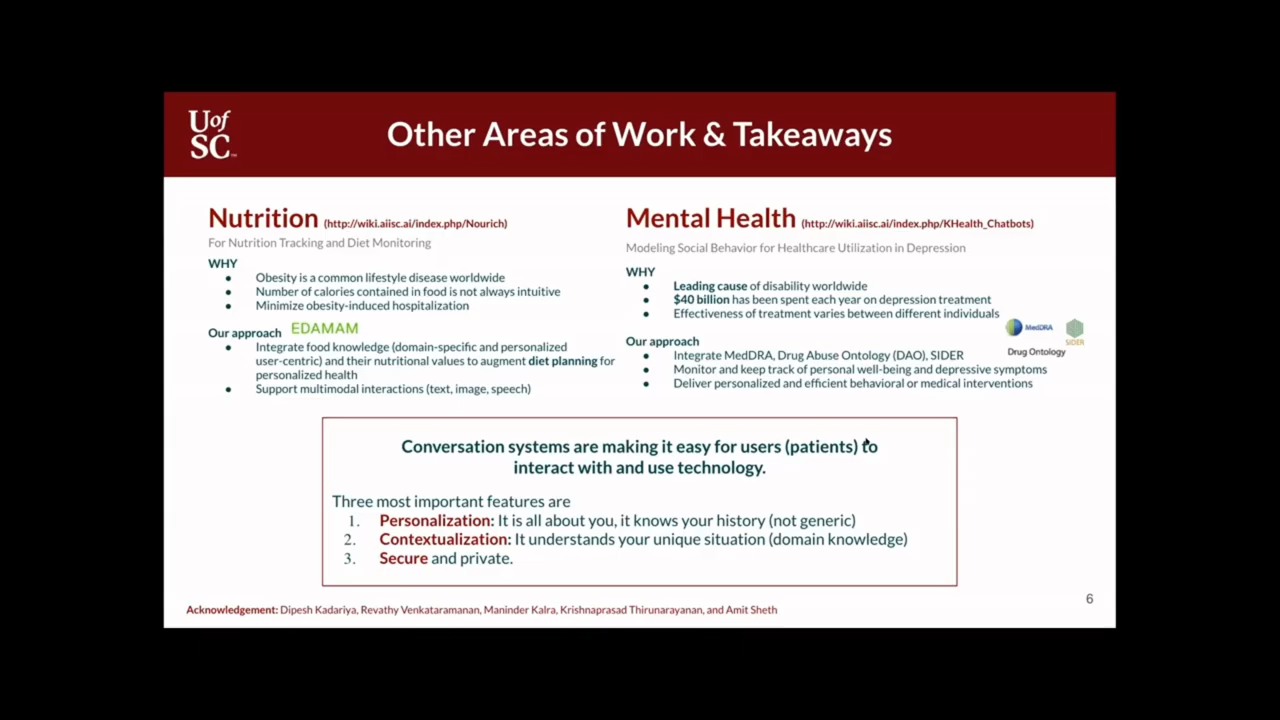 Uof
SC™
Other Areas of Work & Takeaways
Nutrition (http://wiki.aiisc.ai/index.php/Nourich)
For Nutrition Tracking and Diet Monitoring
WHY
● Obesity is a common lifestyle disease worldwide
● Number of calories contained in food is not always intuitive
● Minimize obesity-induced hospitalization
Our approach EDAMAM
● Integrate food knowledge (domain-specific and personalized
user-centric) and their nutritional values to augment diet planning for
personalized health
● Support multimodal interactions (text, image, speech)
Mental Health (http://wiki.aiisc.ai/index.php/KHealth_Chatbots)
Modeling Social Behavior for Healthcare Utilization in Depression
WHY
● Leading cause of disability worldwide
● $40 billion has been spent each year on depression treatment
● Effectiveness of treatment varies between different individuals
MedDRA
SIDER
Drug Ontology
Our approach
● Integrate MedDRA, Drug Abuse Ontology (DAO), SIDER
● Monitor and keep track of personal well-being and depressive symptoms
● Deliver personalized and efficient behavioral or medical interventions
Conversation systems are making it easy for users (patients) to
interact with and use technology.
Three most important features are
1. Personalization: It is all about you, it knows your history (not generic)
2. Contextualization: It understands your unique situation (domain knowledge)
3. Secure and private.
Acknowledgement: Dipesh Kadariya, Revathy Venkataramanan, Maninder Kalra, Krishnaprasad Thirunarayanan, and Amit Sheth
6